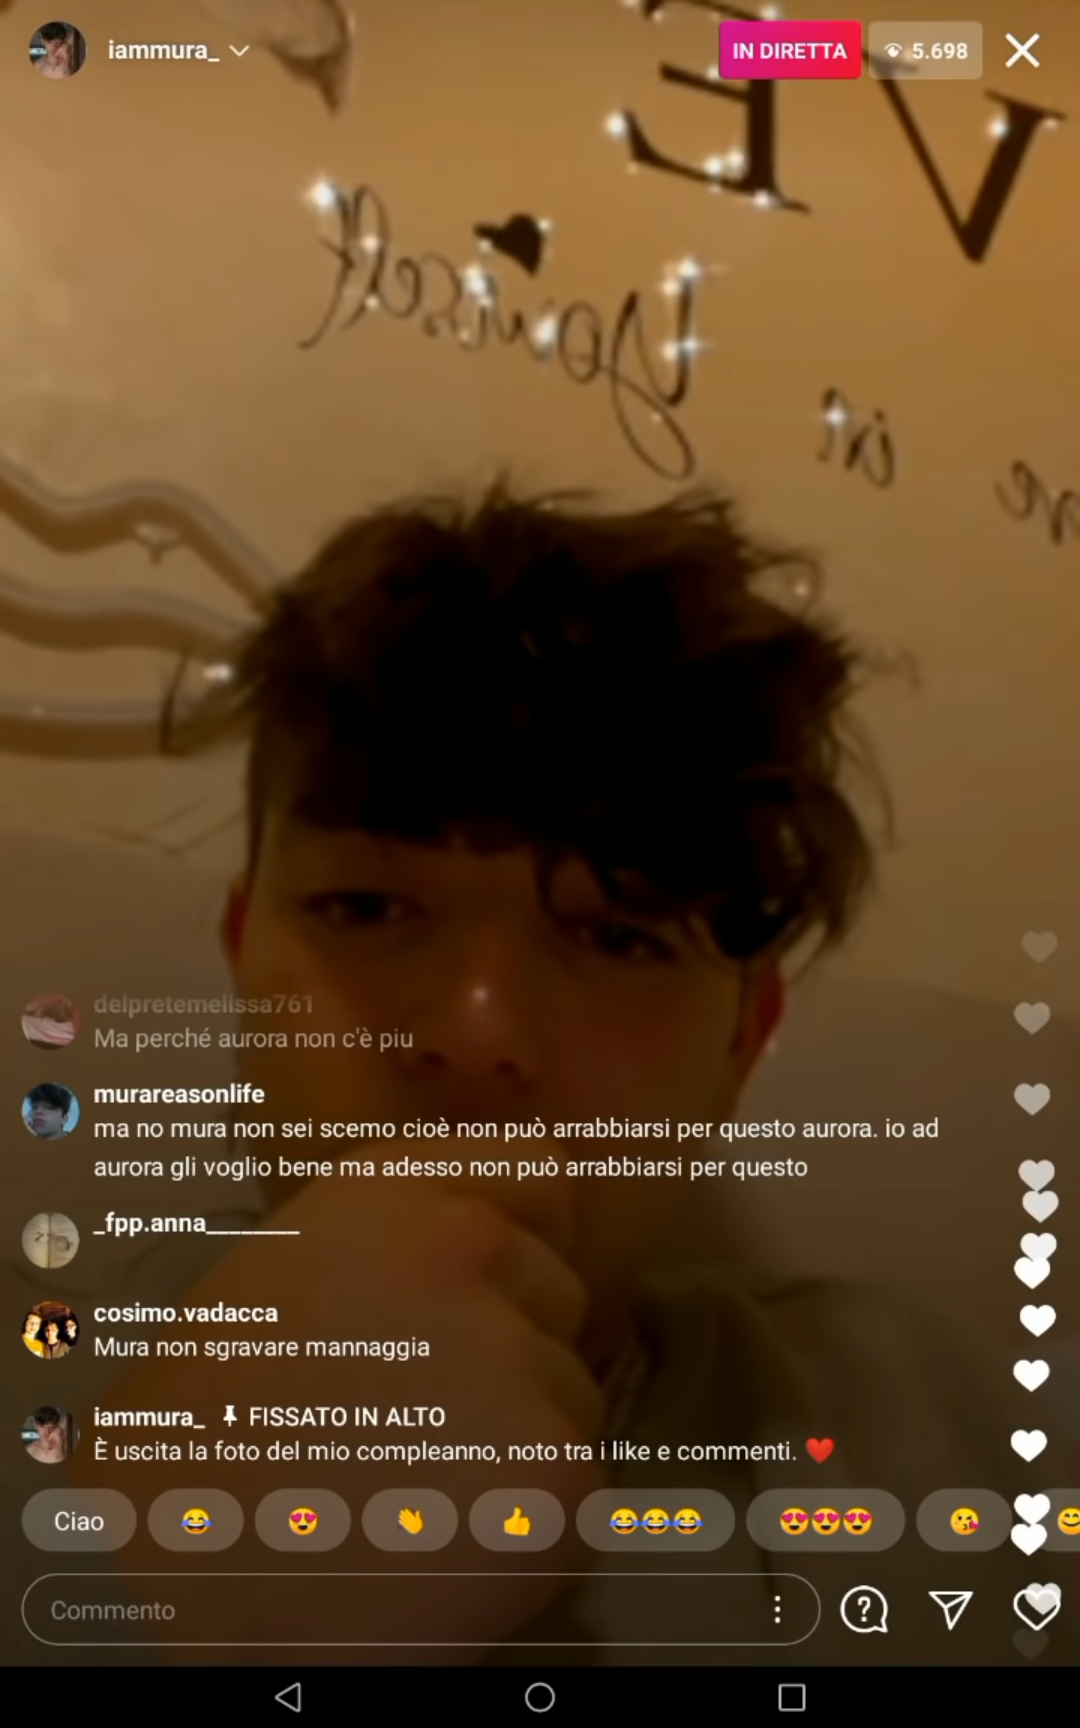 iammura_
IN DIRETTA
5.698
VE
yourself
in
delpretemelissa761
Ma perché aurora non c'è piu
murareasonlife
ma no mura non sei scemo cioè non può arrabbiarsi per questo aurora. io ad
aurora gli voglio bene ma adesso non può arrabbiarsi per questo
_fpp.anna________
cosimo.vadacca
Mura non sgravare mannaggia
iammura_ 📌 FISSATO IN ALTO
È uscita la foto del mio compleanno, noto tra i like e commenti. ❤️
Ciao 😂 😍 👏 👍 😂😂😂 😍😍😍 😘 😊
Commento